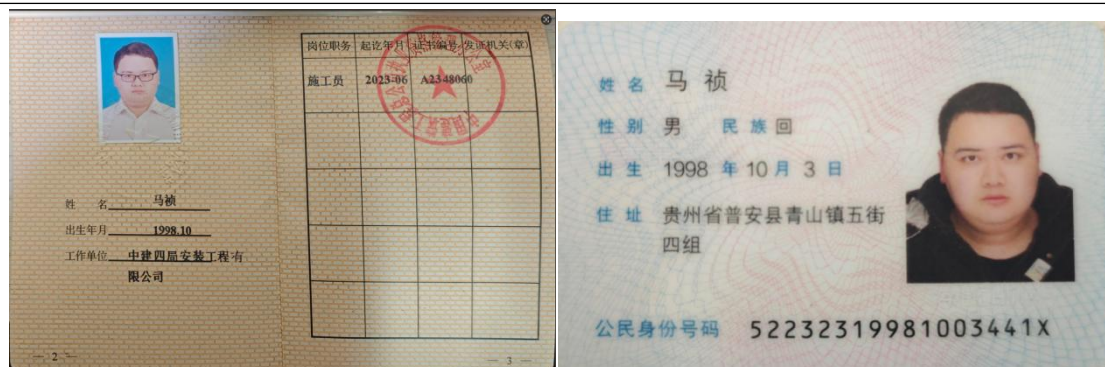 岗位职务 起讫年月 证书编号 发证机关(章)
施工员 2023-06 A2348060
姓 名 马祯
出生年月 1998.10
工作单位 中建四局安装工程有
限公司
— 2 —
— 3 —
姓 名 马祯
性 别 男 民 族 回
出 生 1998 年 10 月 3 日
住 址 贵州省普安县青山镇五街
四组
公民身份号码 52232319981003441X